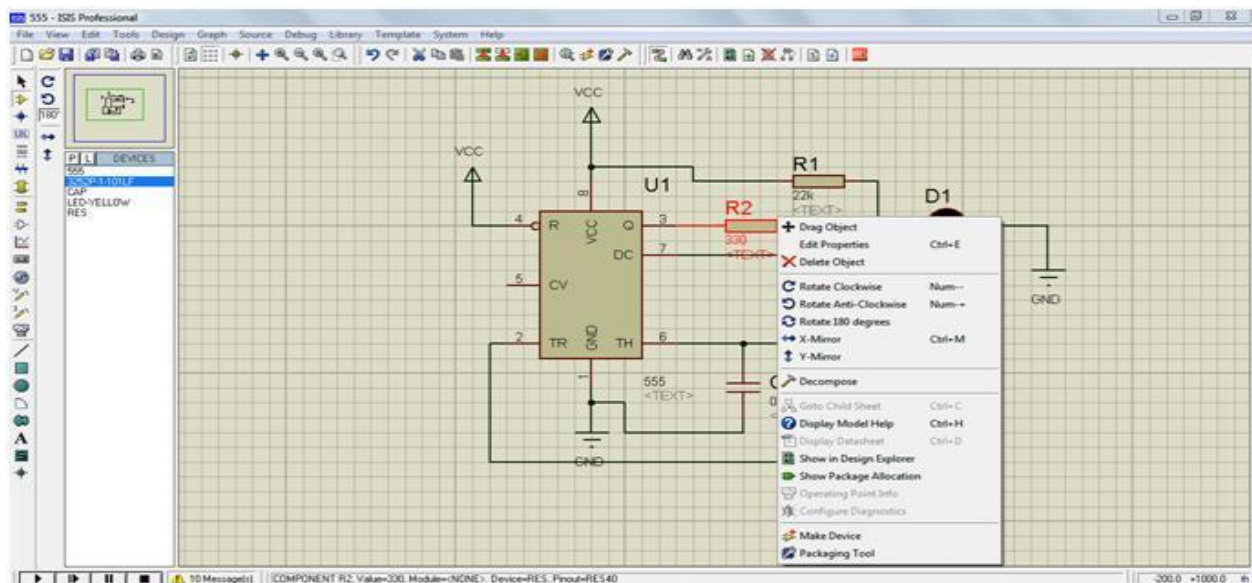 555 - ISIS Professional
File View Edit Tools Design Graph Source Debug Library Template System Help
P L DEVICES
555
3252P-1-101LF
CAP
LED-YELLOW
RES
VCC
VCC
R1
22k
<TEXT>
D1
U1
R2
330
<TEXT>
GND
4 R
8 VCC
Q 3
DC 7
5 CV
2 TR
GND
TH 6
1
555
<TEXT>
GND
Drag Object
Edit Properties Ctrl+E
Delete Object
Rotate Clockwise Num--
Rotate Anti-Clockwise Num-+
Rotate 180 degrees
X-Mirror Ctrl+M
Y-Mirror
Decompose
Goto Child Sheet Ctrl+C
Display Model Help Ctrl+H
Display Datasheet Ctrl+D
Show in Design Explorer
Show Package Allocation
Operating Point Info
Configure Diagnostics
Make Device
Packaging Tool
10 Message(s) COMPONENT R2, Value=330, Module=<NONE>, Device=RES, Pinout=RES40 -200.0 +1000.0